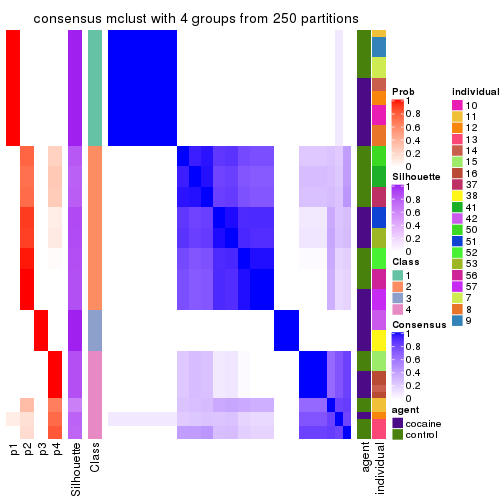 consensus mclust with 4 groups from 250 partitions
p1
p2
p3
p4
Silhouette
Class
agent
individual
Prob
1
0.8
0.6
0.4
0.2
0
Silhouette
1
0.8
0.6
0.4
0.2
0
Class
1
2
3
4
Consensus
1
0.8
0.6
0.4
0.2
0
agent
cocaine
control
individual
10
11
12
13
14
15
16
37
38
41
42
50
51
52
53
56
57
7
8
9